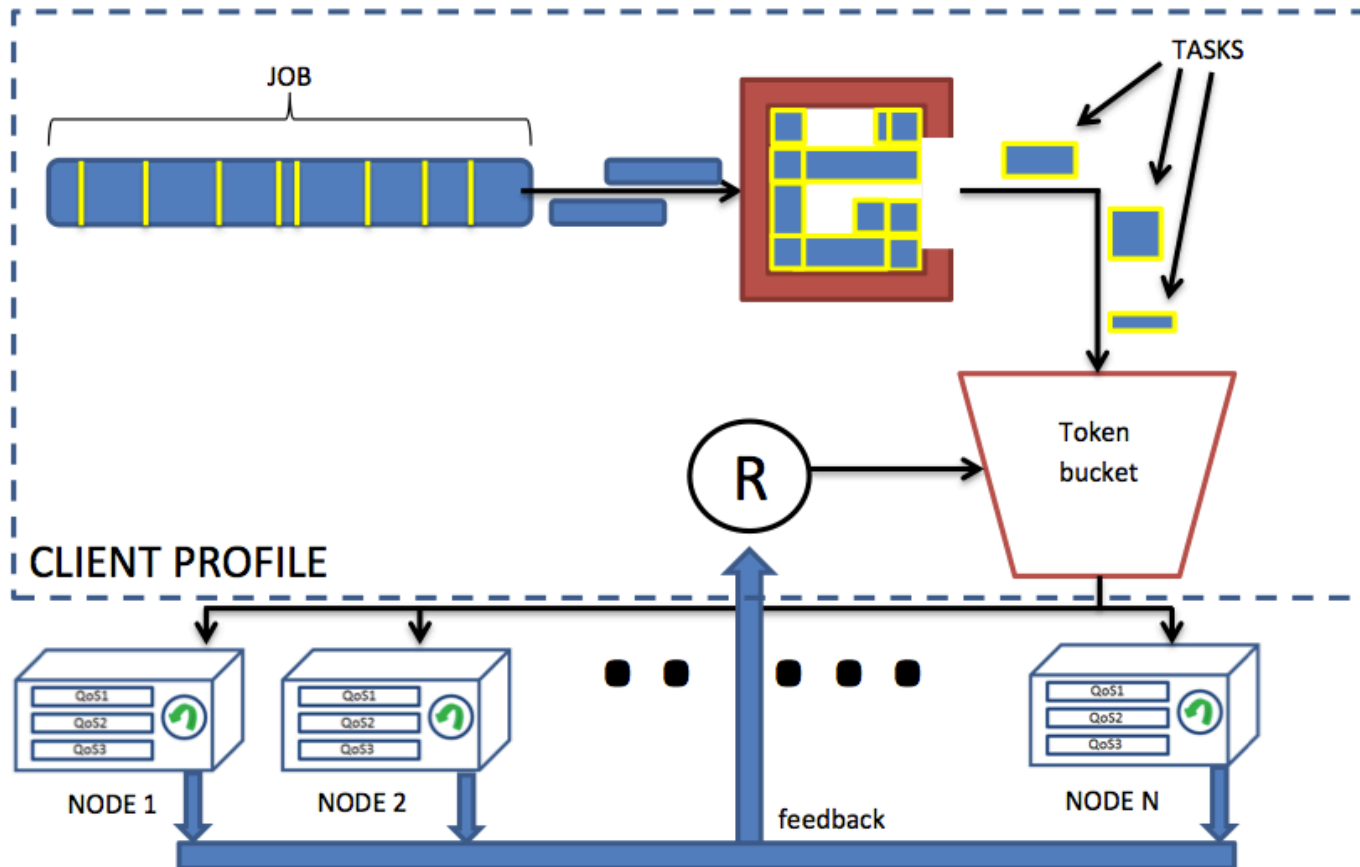 JOB
TASKS
Token
bucket
R
CLIENT PROFILE
QoS1
QoS2
QoS3
QoS1
QoS2
QoS3
QoS1
QoS2
QoS3
NODE 1
NODE 2
NODE N
feedback